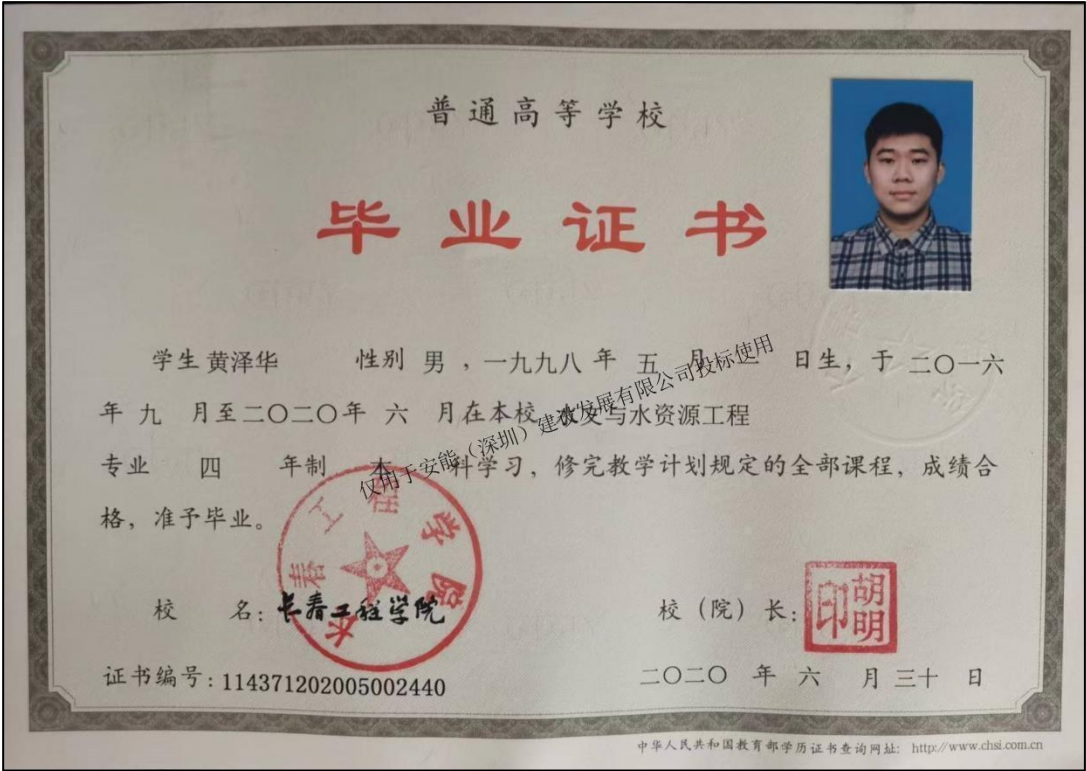 普通高等学校
毕业证书
学生 黄泽华 性别 男 ，一九九八 年 五 月 日生，于 二〇一六
年 九 月至二〇二〇年 六 月在本校 水文与水资源工程
专业 四 年制 本 科学习，修完教学计划规定的全部课程，成绩合
格，准予毕业。
仅用于安能（深圳）建设发展有限公司投标使用
长春工程学院
校 名：长春工程学院 校（院）长：
胡明
印
证书编号：114371202005002440 二〇二〇 年 六 月 三十 日
中华人民共和国教育部学历证书查询网址：http://www.chsi.com.cn